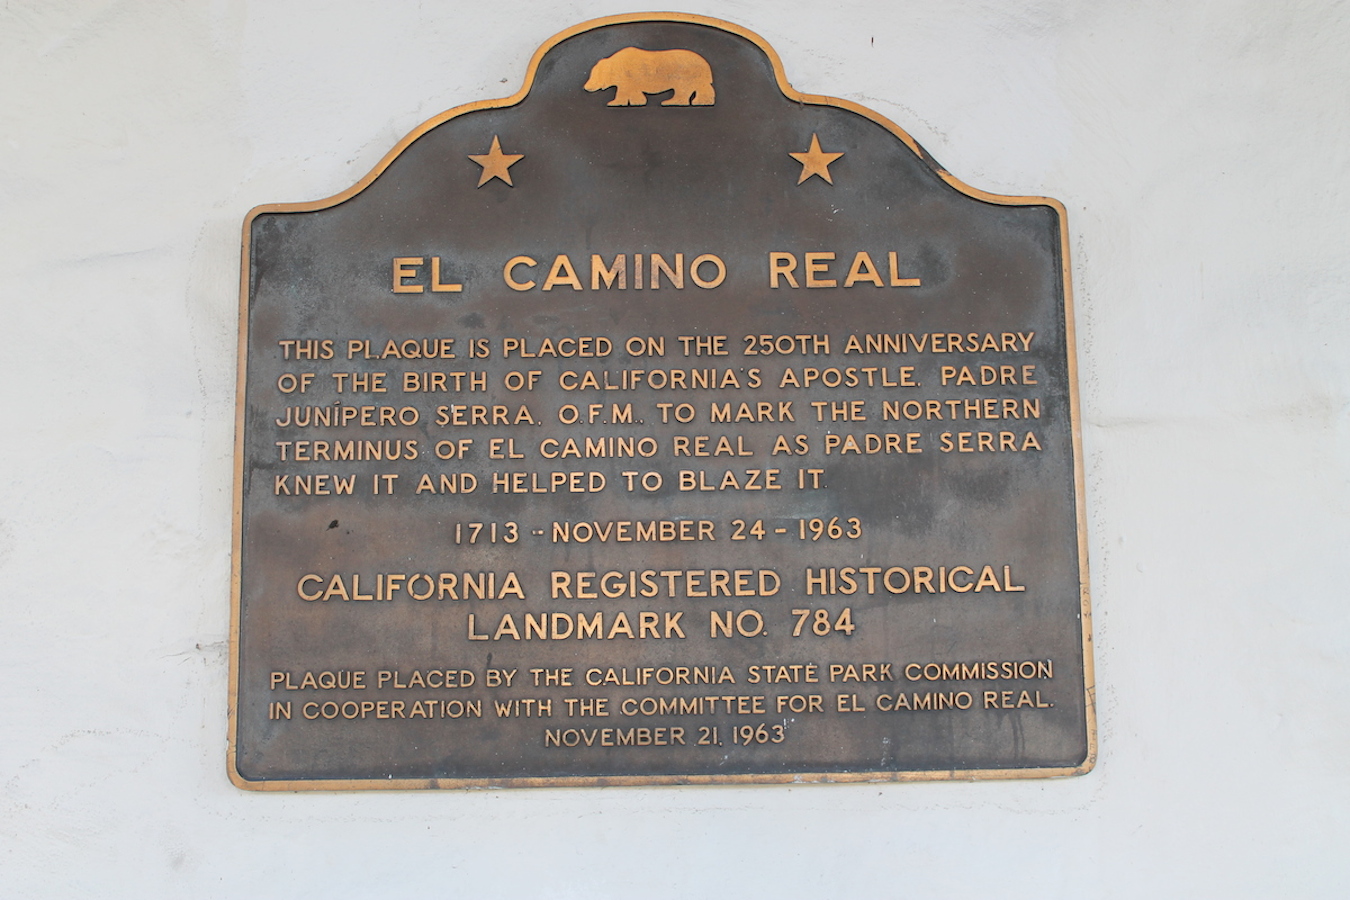 EL CAMINO REAL
THIS PLAQUE IS PLACED ON THE 250TH ANNIVERSARY
OF THE BIRTH OF CALIFORNIA'S APOSTLE, PADRE
JUNÍPERO SERRA, O.F.M., TO MARK THE NORTHERN
TERMINUS OF EL CAMINO REAL AS PADRE SERRA
KNEW IT AND HELPED TO BLAZE IT.
1713 - NOVEMBER 24 - 1963
CALIFORNIA REGISTERED HISTORICAL
LANDMARK NO. 784
PLAQUE PLACED BY THE CALIFORNIA STATE PARK COMMISSION
IN COOPERATION WITH THE COMMITTEE FOR EL CAMINO REAL.
NOVEMBER 21, 1963